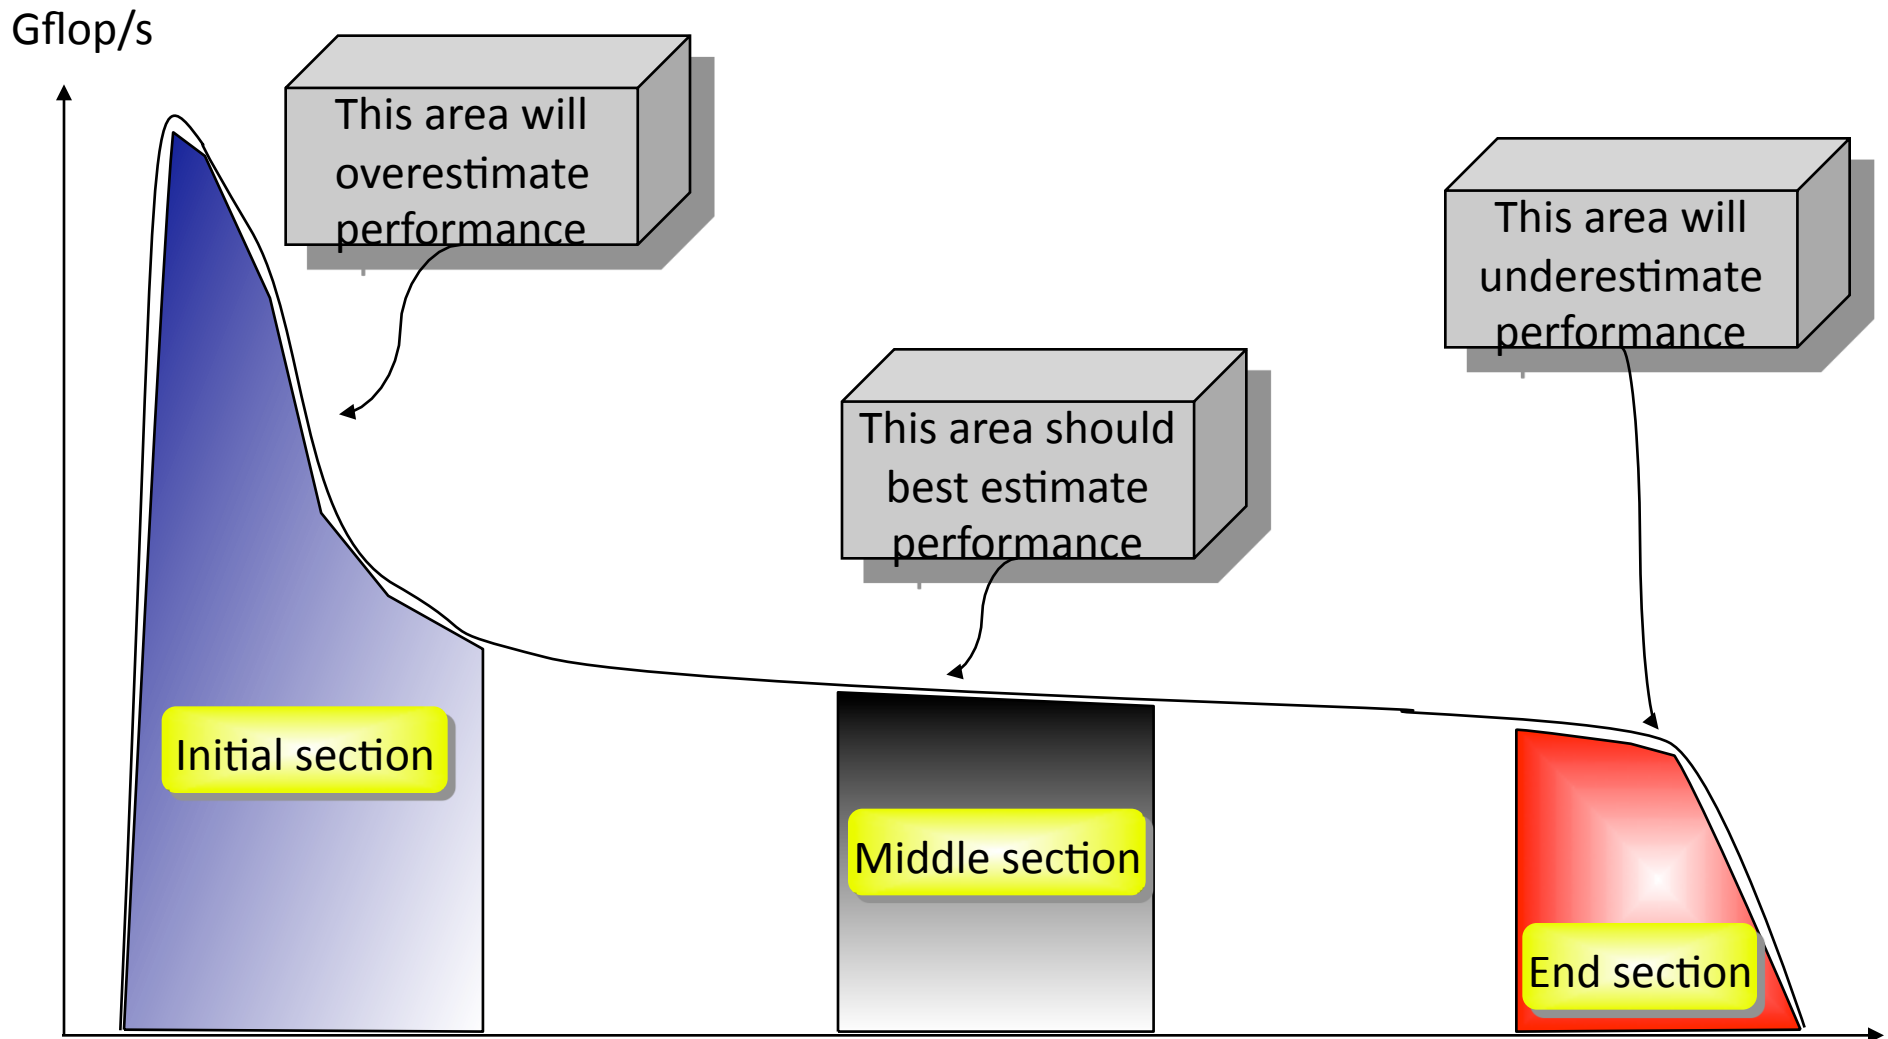 Gflop/s
This area will
overestimate
performance
This area will
underestimate
performance
This area should
best estimate
performance
Initial section
Middle section
End section